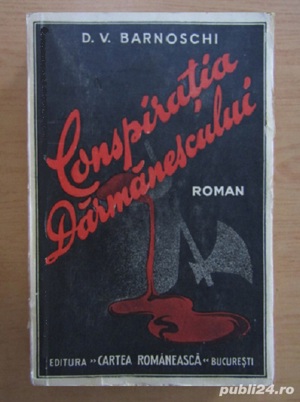 D. V. BARNOSCHI
Conspirația
Dărmănescului
ROMAN
EDITURA „CARTEA ROMÂNEASCĂ“ BUCUREȘTI
publi24.ro